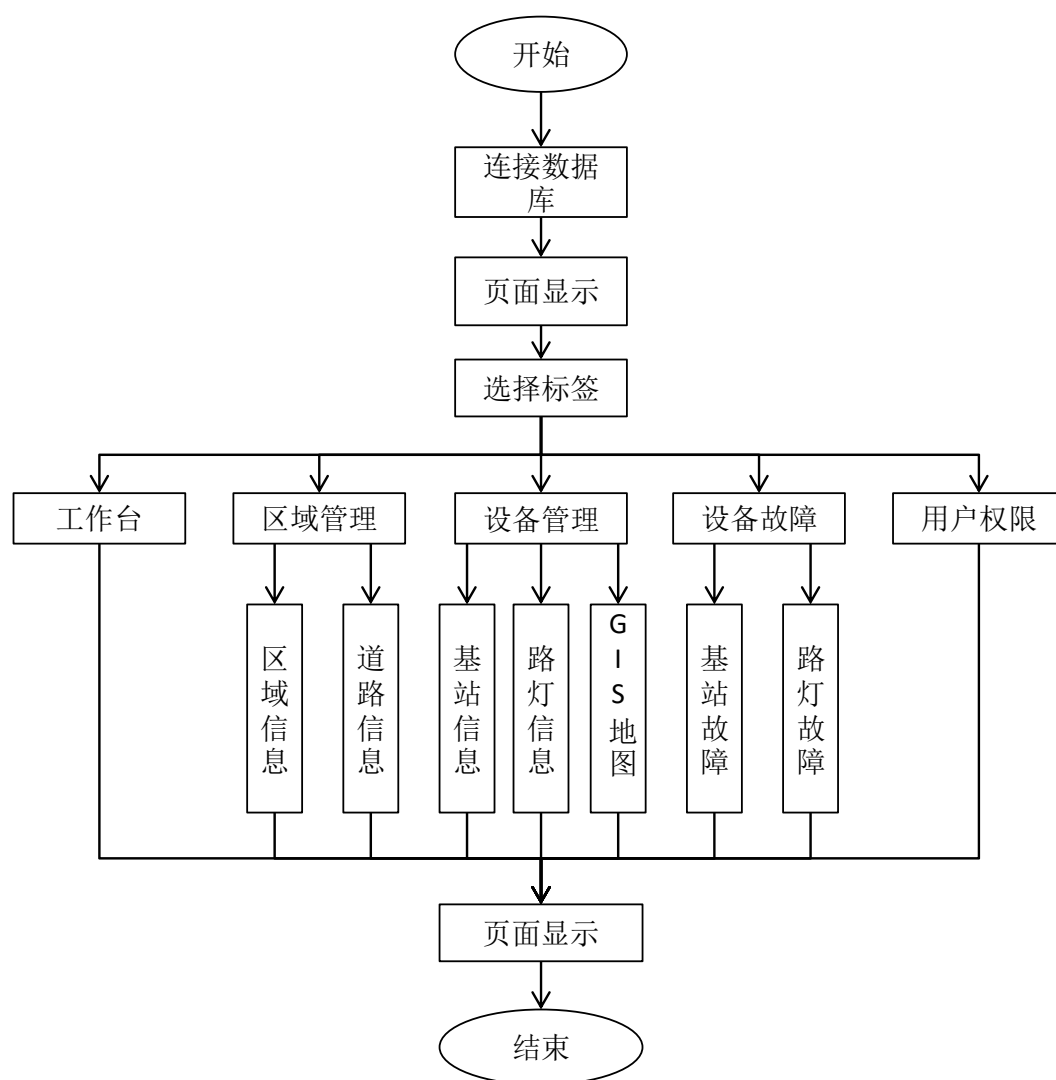 开始
连接数据
库
页面显示
选择标签
工作台
区域管理
设备管理
设备故障
用户权限
区域信息
道路信息
基站信息
路灯信息
GIS地图
基站故障
路灯故障
页面显示
结束